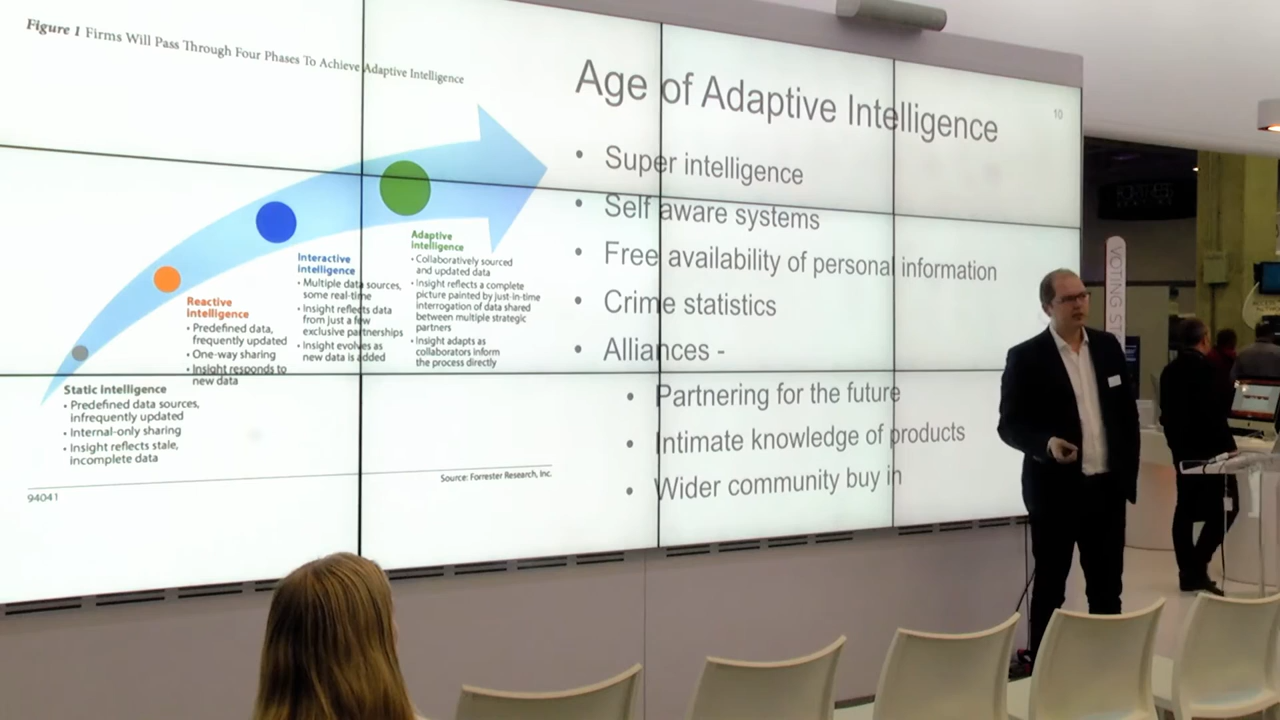 Figure 1 Firms Will Pass Through Four Phases To Achieve Adaptive Intelligence
Static Intelligence
• Predefined data sources,
infrequently updated
• Internal-only sharing
• Insight reflects stale,
incomplete data
Reactive
Intelligence
• Predefined data,
frequently updated
• One-way sharing
• Insight responds to
new data
Interactive
Intelligence
• Multiple data sources,
some real-time
• Insight reflects data
from just a few
exclusive partnerships
• Insight evolves as
new data is added
Adaptive
Intelligence
• Collaboratively sourced
and updated data
• Insight reflects a complete
picture painted by just-in-time
interrogation of data shared
between multiple strategic
partners
• Insight adapts as
collaborators inform
the process directly
94041
Source: Forrester Research, Inc.
Age of Adaptive Intelligence
10
• Super intelligence
• Self aware systems
• Free availability of personal information
• Crime statistics
• Alliances -
• Partnering for the future
• Intimate knowledge of products
• Wider community buy in
VOTING ST